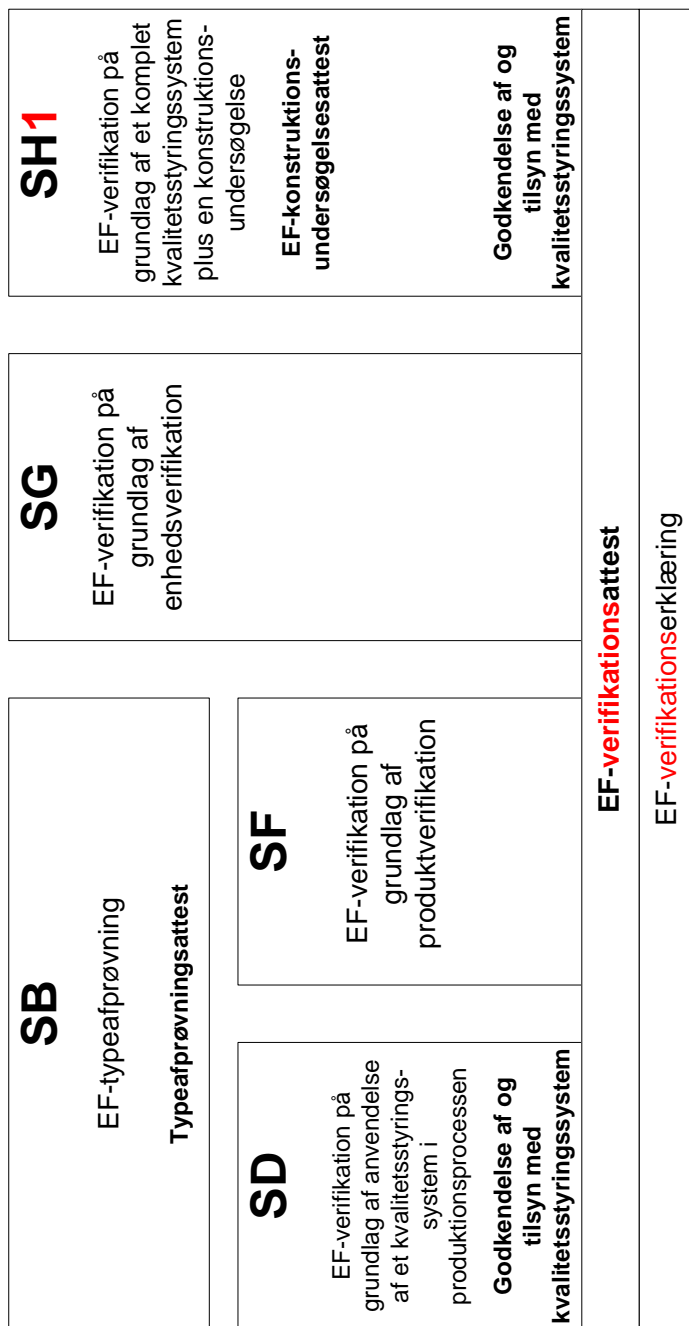 SB
EF-typeafprøvning
Typeafprøvningsattest
SD
EF-verifikation på
grundlag af anvendelse
af et kvalitetsstyrings-
system i
produktionsprocessen
Godkendelse af og
tilsyn med
kvalitetsstyringssystem
SF
EF-verifikation på
grundlag af
produktverifikation
SG
EF-verifikation på
grundlag af
enhedsverifikation
SH1
EF-verifikation på
grundlag af et komplet
kvalitetsstyringssystem
plus en konstruktions-
undersøgelse
EF-konstruktions-
undersøgelsesattest
Godkendelse af og
tilsyn med
kvalitetsstyringssystem
EF-verifikationsattest
EF-verifikationserklæring